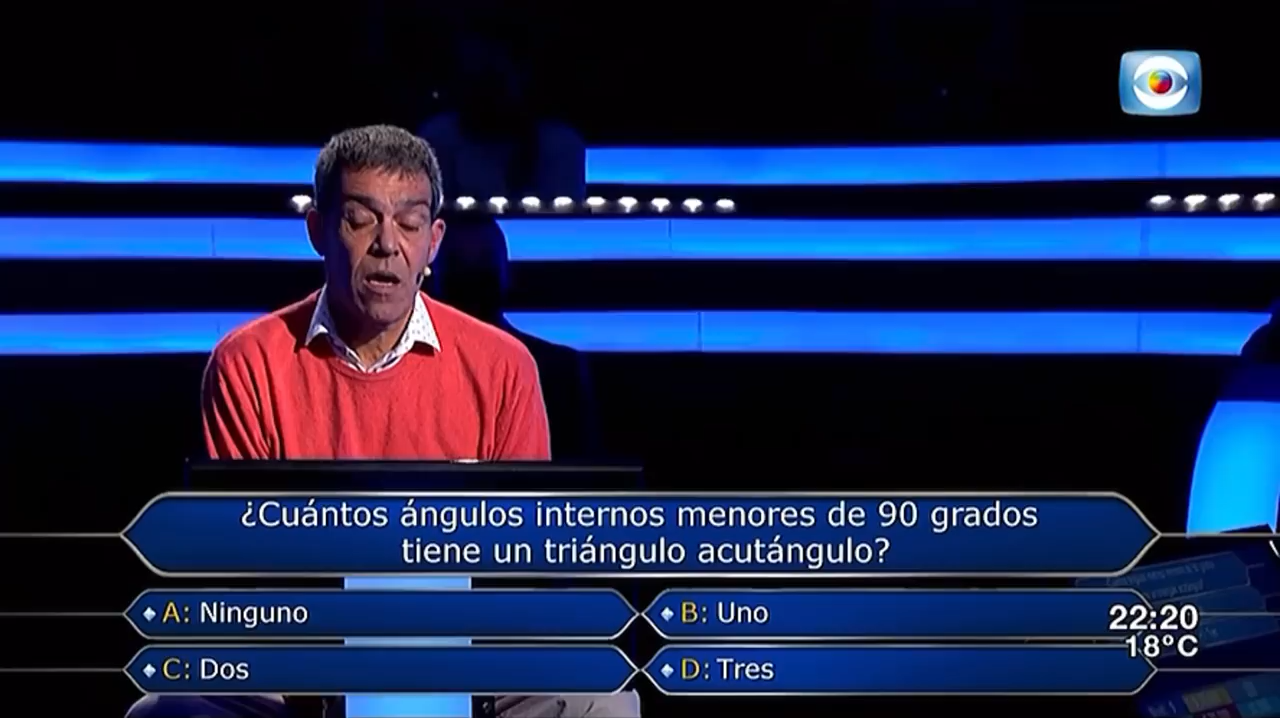 ¿Cuántos ángulos internos menores de 90 grados
tiene un triángulo acutángulo?
A: Ninguno
B: Uno
C: Dos
D: Tres
22:20
18°C